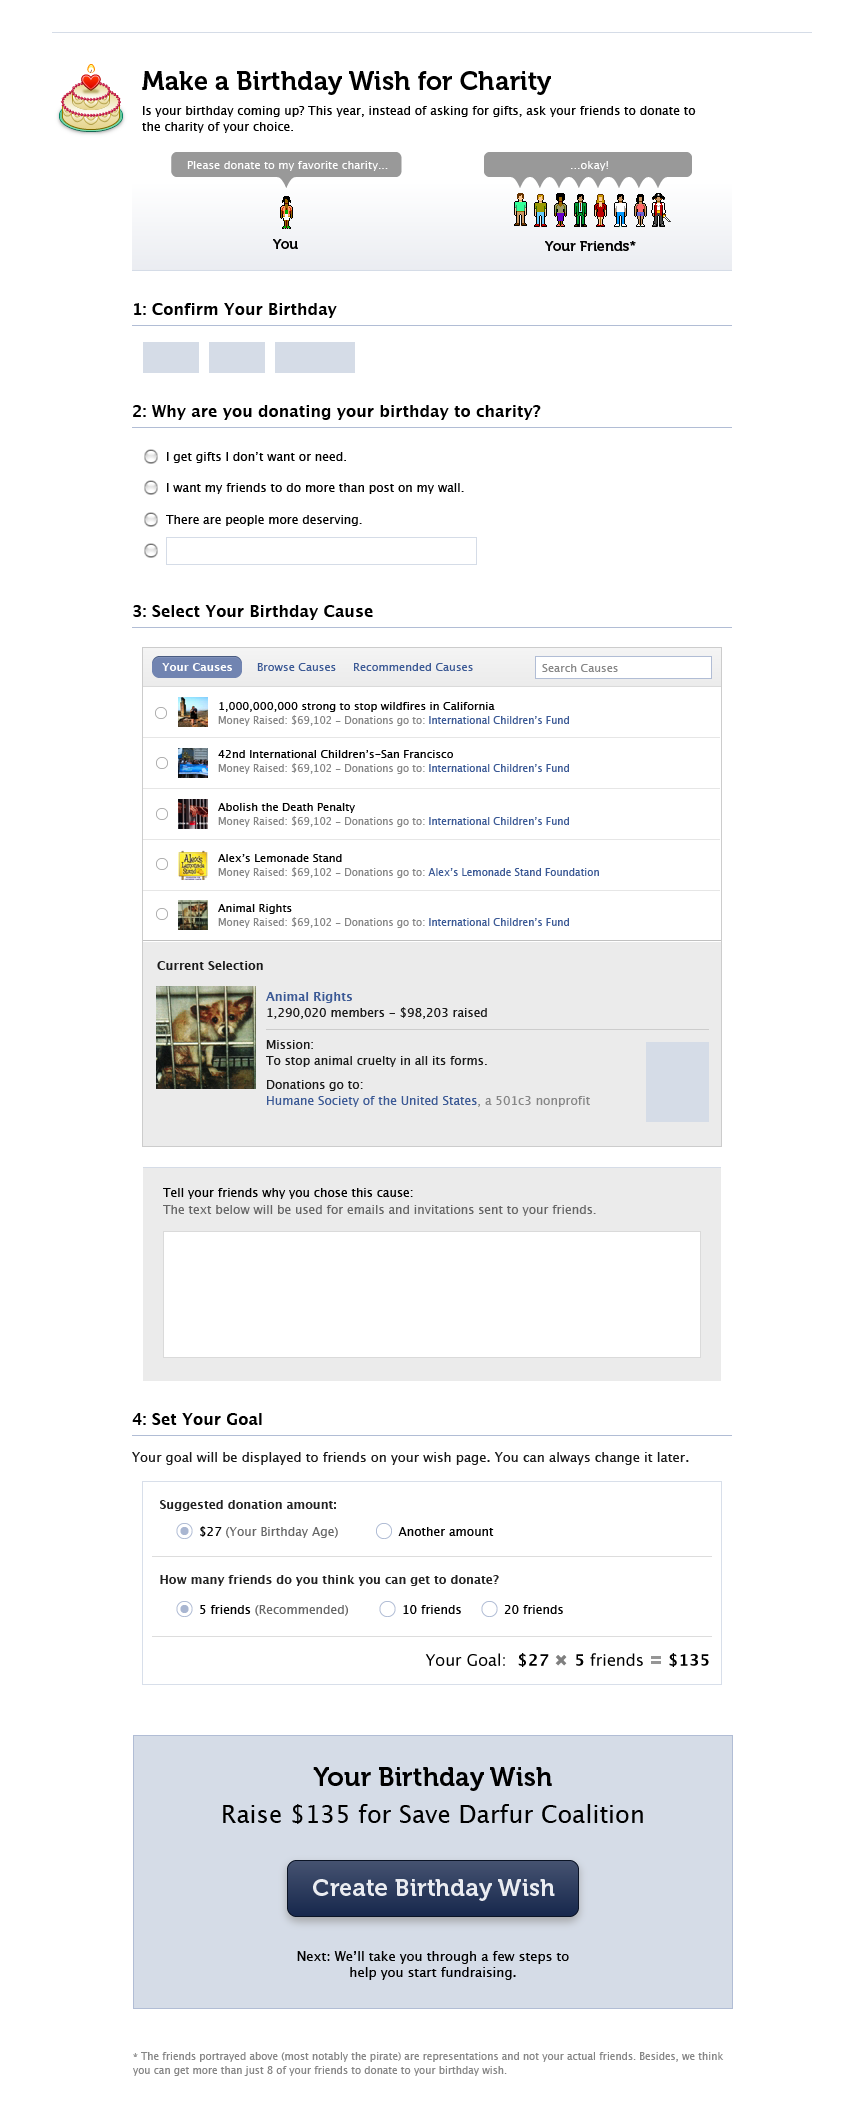 Make a Birthday Wish for Charity
Is your birthday coming up? This year, instead of asking for gifts, ask your friends to donate to
the charity of your choice.
Please donate to my favorite charity...
...okay!
You
Your Friends*
1: Confirm Your Birthday
2: Why are you donating your birthday to charity?
I get gifts I don't want or need.
I want my friends to do more than post on my wall.
There are people more deserving.
3: Select Your Birthday Cause
Your Causes Browse Causes Recommended Causes Search Causes
1,000,000,000 strong to stop wildfires in California
Money Raised: $69,102 – Donations go to: International Children's Fund
42nd International Children's–San Francisco
Money Raised: $69,102 – Donations go to: International Children's Fund
Abolish the Death Penalty
Money Raised: $69,102 – Donations go to: International Children's Fund
Alex's Lemonade Stand
Alex's Lemonade Stand
Money Raised: $69,102 – Donations go to: Alex's Lemonade Stand Foundation
Animal Rights
Money Raised: $69,102 – Donations go to: International Children's Fund
Current Selection
Animal Rights
1,290,020 members – $98,203 raised
Mission:
To stop animal cruelty in all its forms.
Donations go to:
Humane Society of the United States, a 501c3 nonprofit
Tell your friends why you chose this cause:
The text below will be used for emails and invitations sent to your friends.
4: Set Your Goal
Your goal will be displayed to friends on your wish page. You can always change it later.
Suggested donation amount:
$27 (Your Birthday Age) Another amount
How many friends do you think you can get to donate?
5 friends (Recommended) 10 friends 20 friends
Your Goal: $27 ✖ 5 friends = $135
Your Birthday Wish
Raise $135 for Save Darfur Coalition
Create Birthday Wish
Next: We'll take you through a few steps to
help you start fundraising.
* The friends portrayed above (most notably the pirate) are representations and not your actual friends. Besides, we think
you can get more than just 8 of your friends to donate to your birthday wish.